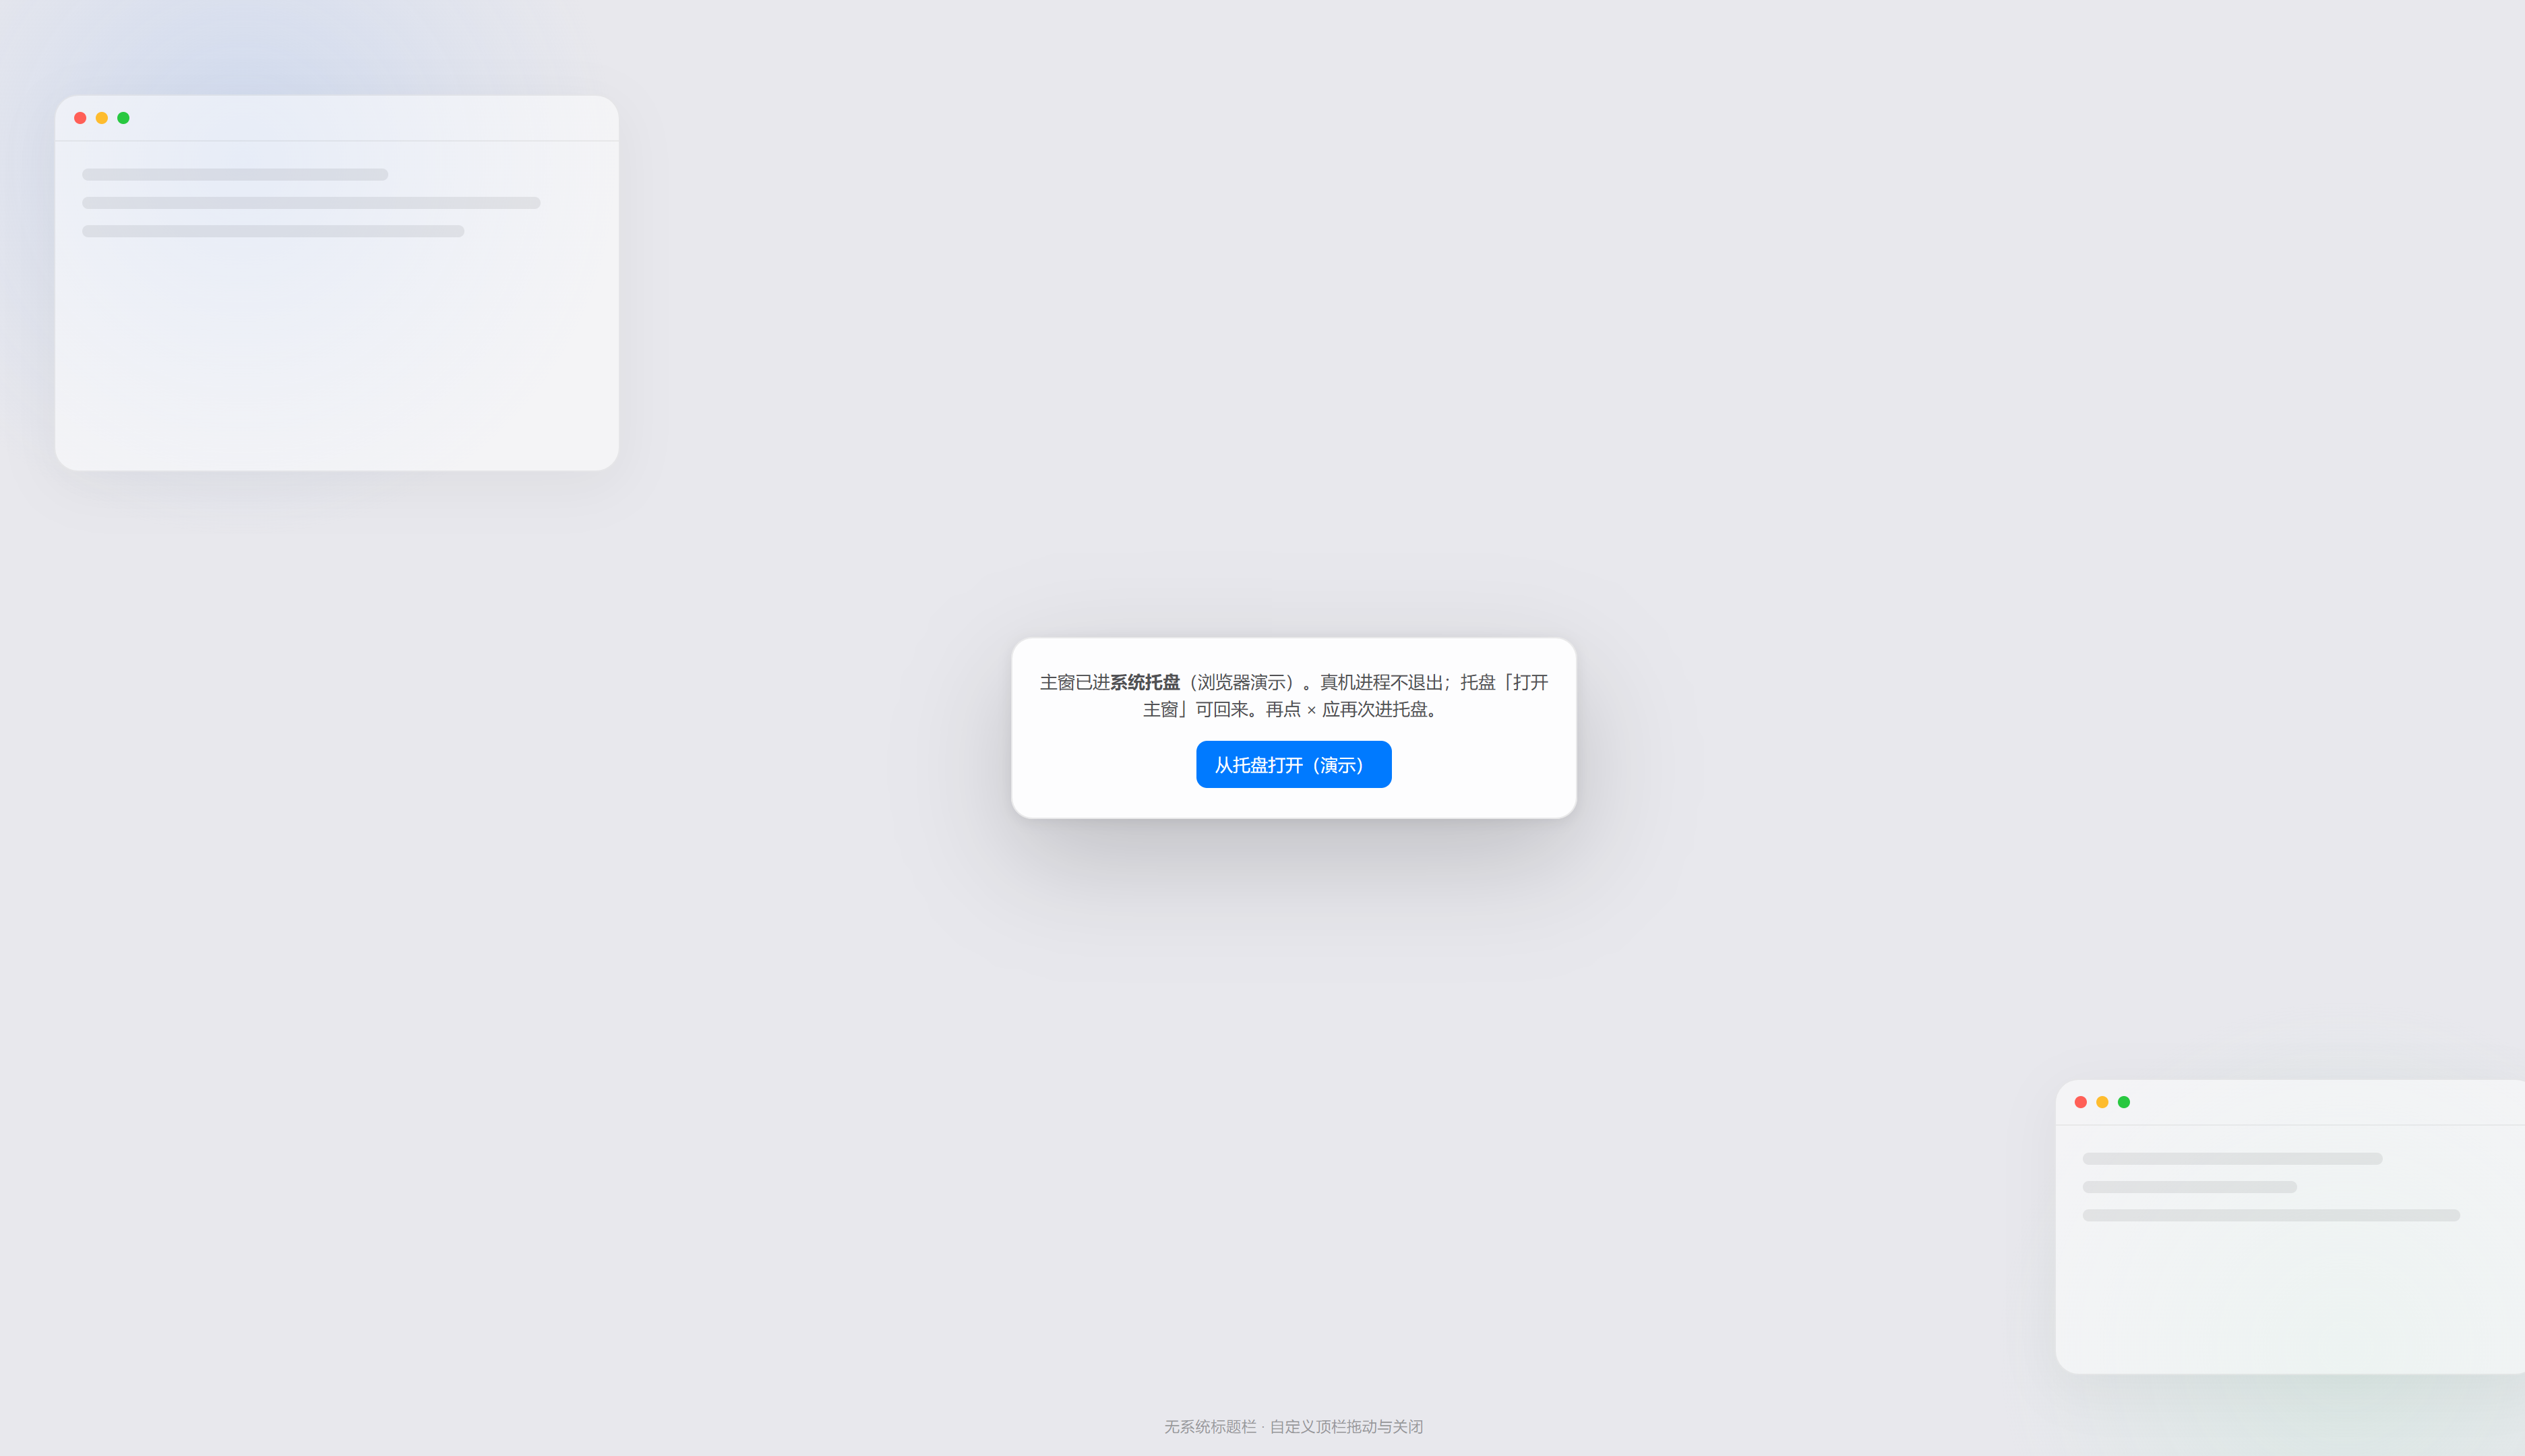 主窗已进系统托盘（浏览器演示）。真机进程不退出；托盘「打开
主窗」可回来。再点 × 应再次进托盘。
从托盘打开（演示）
无系统标题栏 · 自定义顶栏拖动与关闭